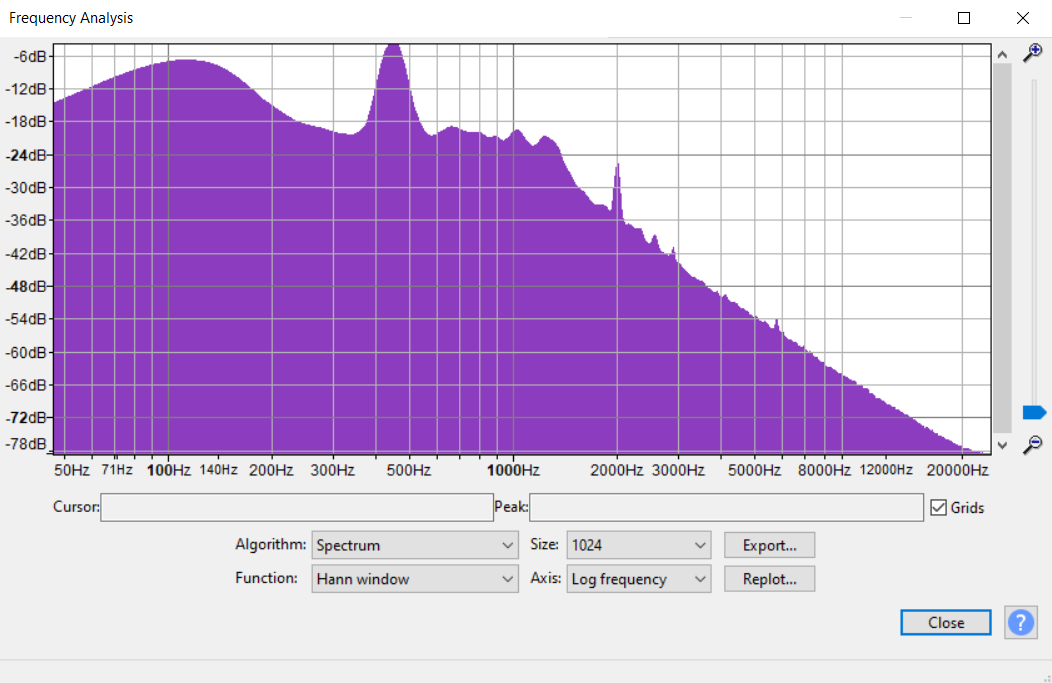 Frequency Analysis
-6dB
-12dB
-18dB
-24dB
-30dB
-36dB
-42dB
-48dB
-54dB
-60dB
-66dB
-72dB
-78dB
50Hz 71Hz 100Hz 140Hz 200Hz 300Hz 500Hz 1000Hz 2000Hz 3000Hz 5000Hz 8000Hz 12000Hz 20000Hz
Cursor: Peak: Grids
Algorithm: Spectrum Size: 1024 Export...
Function: Hann window Axis: Log frequency Replot...
Close ?